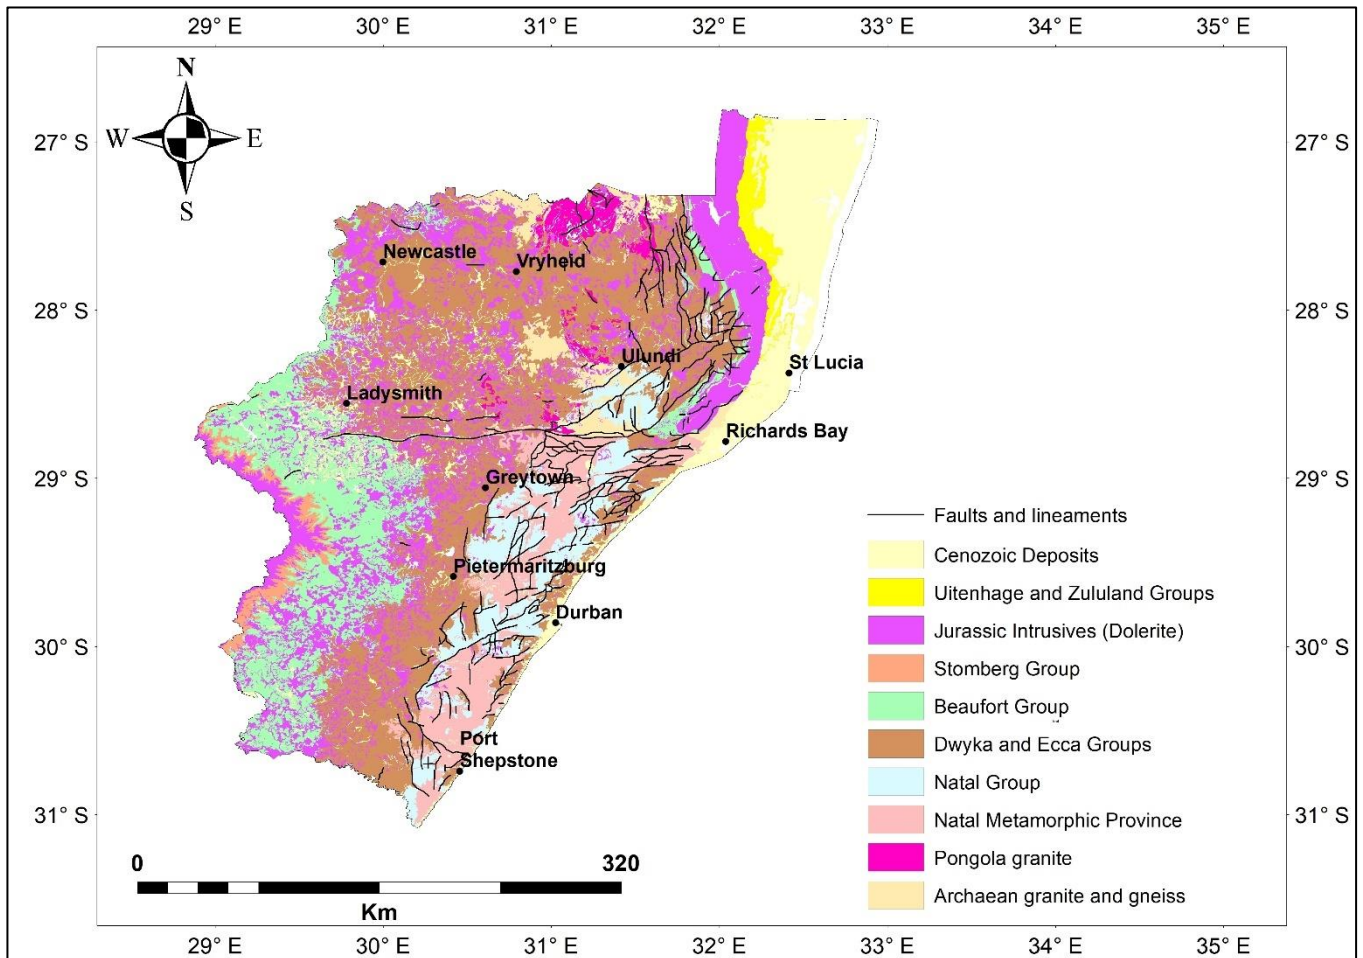 29° E 30° E 31° E 32° E 33° E 34° E 35° E
N
W E
S
27° S 27° S
28° S 28° S
29° S 29° S
30° S 30° S
31° S 31° S
Newcastle
Vryheid
Ulundi
St Lucia
Ladysmith
Richards Bay
Greytown
Pietermaritzburg
Durban
Port
Shepstone
Faults and lineaments
Cenozoic Deposits
Uitenhage and Zululand Groups
Jurassic Intrusives (Dolerite)
Stomberg Group
Beaufort Group
Dwyka and Ecca Groups
Natal Group
Natal Metamorphic Province
Pongola granite
Archaean granite and gneiss
0 320
Km
29° E 30° E 31° E 32° E 33° E 34° E 35° E